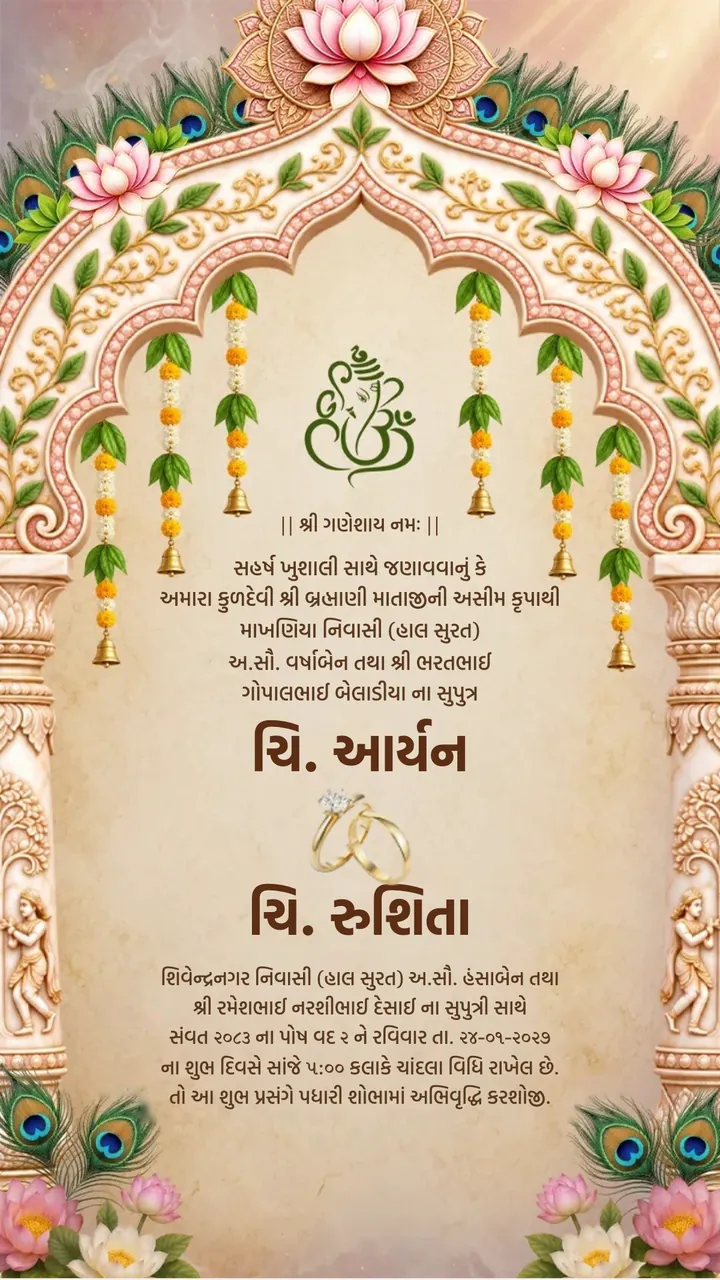 || શ્રી ગણેશાય નમઃ ||
સહર્ષ ખુશાલી સાથે જણાવવાનું કે
અમારા કુળદેવી શ્રી બ્રહ્માણી માતાજીની અસીમ કૃપાથી
માખણિયા નિવાસી (હાલ સુરત)
અ.સૌ. વર્ષાબેન તથા શ્રી ભરતભાઈ
ગોપાલભાઈ બેલાડીયા ના સુપુત્ર
ચિ. આર્યન
ચિ. રુશિતા
શિવેન્દ્રનગર નિવાસી (હાલ સુરત) અ.સૌ. હંસાબેન તથા
શ્રી રમેશભાઈ નરશીભાઈ દેસાઈ ના સુપુત્રી સાથે
સંવત ૨૦૮૩ ના પોષ વદ ૨ ને રવિવાર તા. ૨૪-૦૧-૨૦૨૭
ના શુભ દિવસે સાંજે ૫:૦૦ કલાકે ચાંદલા વિધિ રાખેલ છે.
તો આ શુભ પ્રસંગે પધારી શોભામાં અભિવૃદ્ધિ કરશોજી.